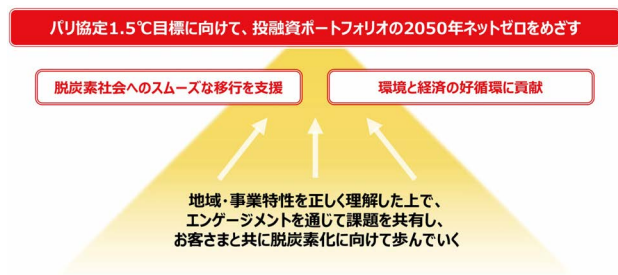 パリ協定1.5℃目標に向けて、投融資ポートフォリオの2050年ネットゼロをめざす
脱炭素社会へのスムーズな移行を支援
環境と経済の好循環に貢献
地域・事業特性を正しく理解した上で、
エンゲージメントを通じて課題を共有し、
お客さまと共に脱炭素化に向けて歩んでいく